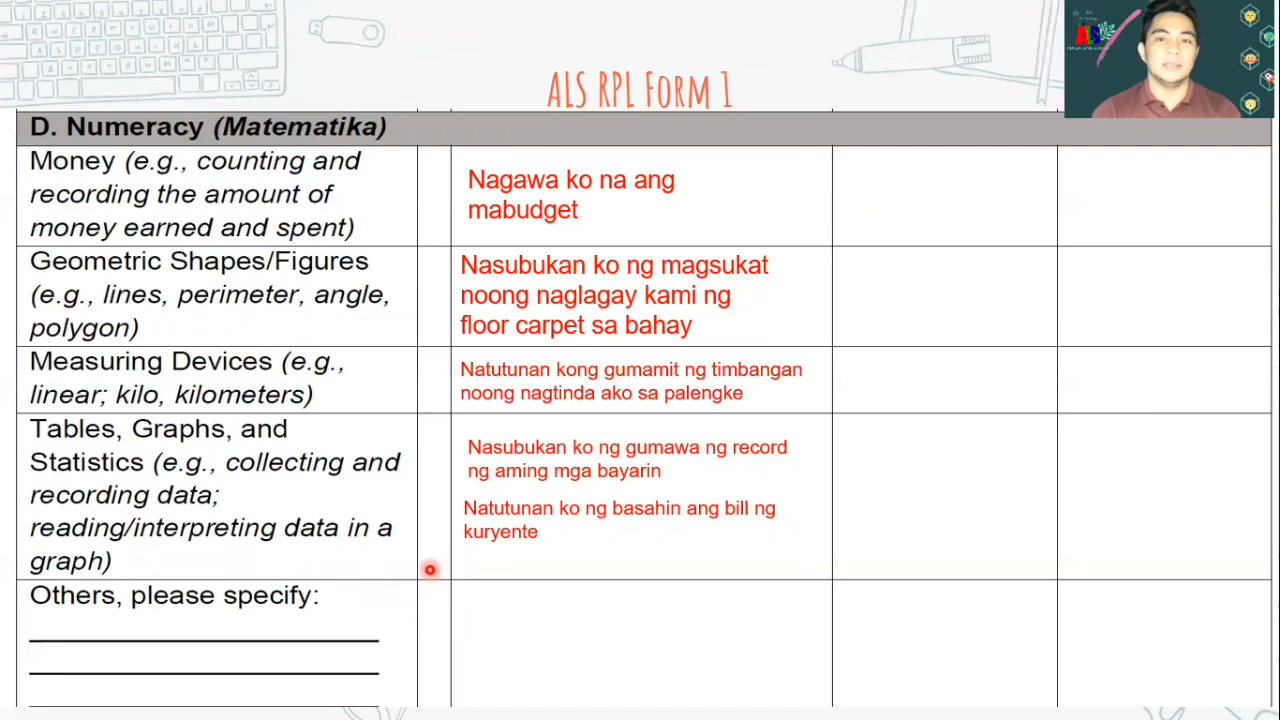 ALS RPL FORM 1
D. Numeracy (Matematika)
Money (e.g., counting and
recording the amount of
money earned and spent)
Nagawa ko na ang
mabudget
Geometric Shapes/Figures
(e.g., lines, perimeter, angle,
polygon)
Nasubukan ko ng magsukat
noong naglagay kami ng
floor carpet sa bahay
Measuring Devices (e.g.,
linear; kilo, kilometers)
Natutunan kong gumamit ng timbangan
noong nagtinda ako sa palengke
Tables, Graphs, and
Statistics (e.g., collecting and
recording data;
reading/interpreting data in a
graph)
Nasubukan ko ng gumawa ng record
ng aming mga bayarin
Natutunan ko ng basahin ang bill ng
kuryente
Others, please specify:
ALS